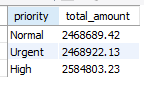 priority total_amount
Normal 2468689.42
Urgent 2468922.13
High 2584803.23